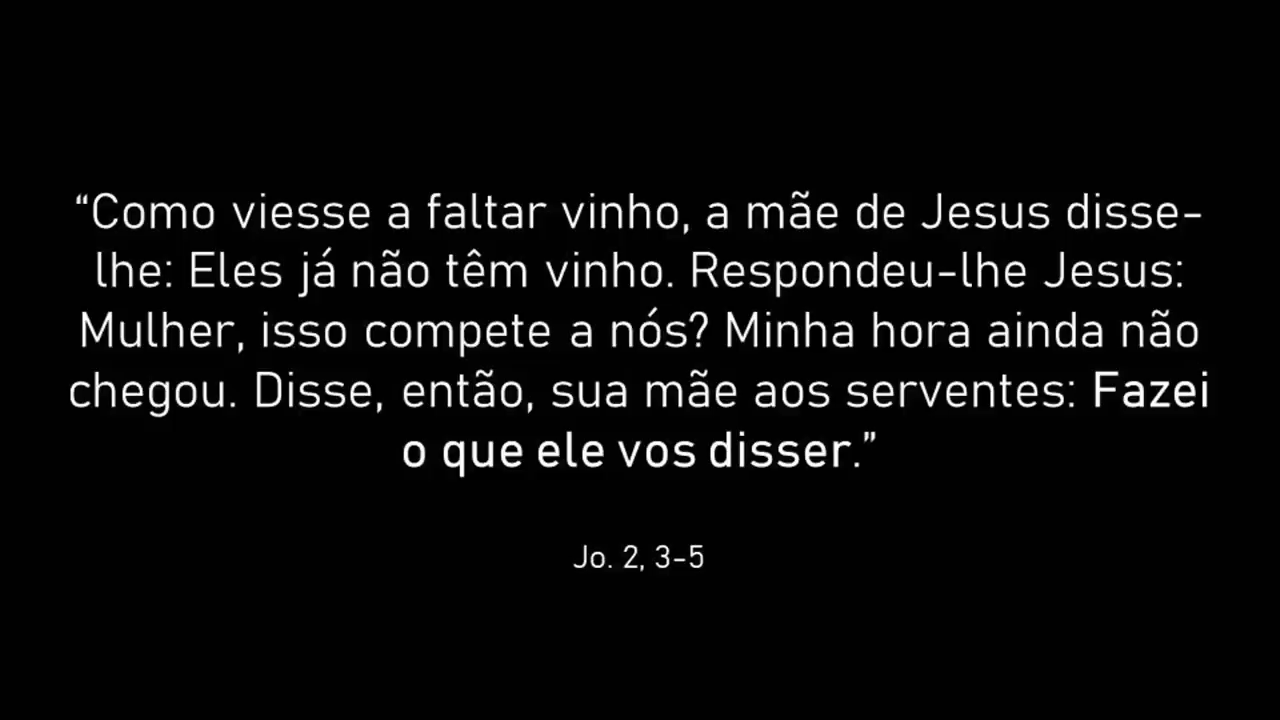 “Como viesse a faltar vinho, a mãe de Jesus disse-
lhe: Eles já não têm vinho. Respondeu-lhe Jesus:
Mulher, isso compete a nós? Minha hora ainda não
chegou. Disse, então, sua mãe aos serventes: Fazei
o que ele vos disser.”
Jo. 2, 3-5